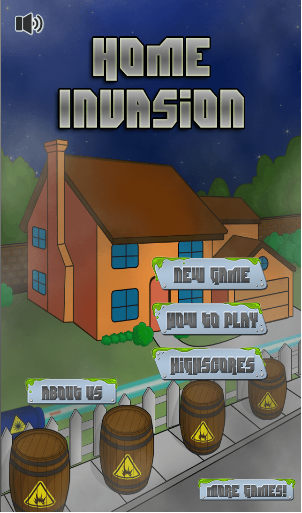 HOME
INVASION
NEW GAME
HOW TO PLAY
HIGHSCORES
ABOUT US
MORE GAMES!